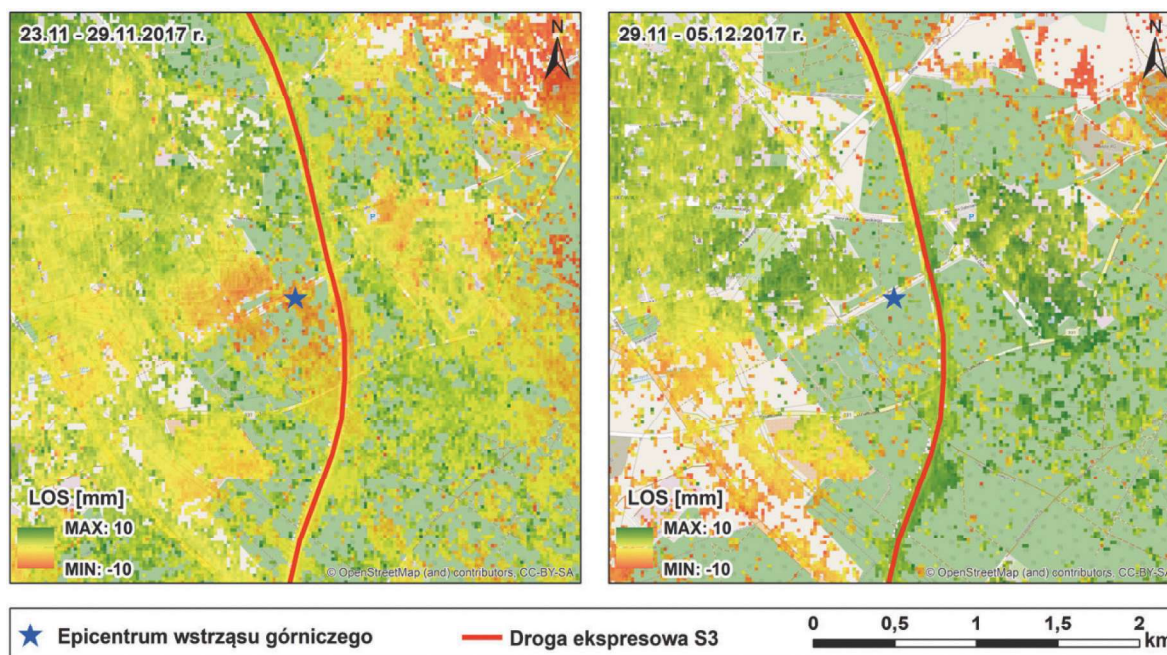 23.11 - 29.11.2017 r.
N
P
LOS [mm]
MAX: 10
MIN: -10
© OpenStreetMap (and) contributors, CC-BY-SA
29.11 - 05.12.2017 r.
N
P
LOS [mm]
MAX: 10
MIN: -10
© OpenStreetMap (and) contributors, CC-BY-SA
Epicentrum wstrząsu górniczego
Droga ekspresowa S3
0 0,5 1 1,5 2
km